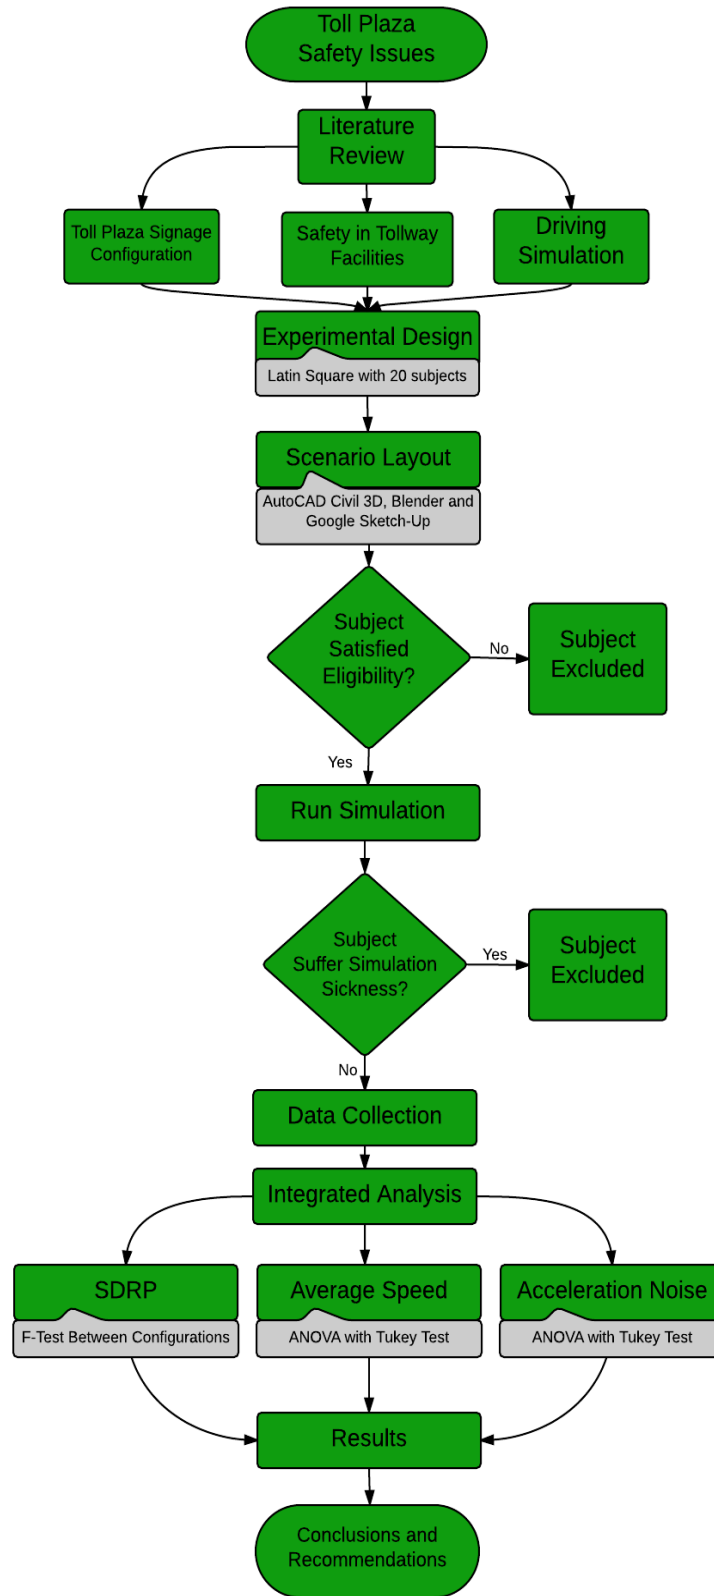 Toll Plaza
Safety Issues
Literature
Review
Toll Plaza Signage
Configuration
Safety in Tollway
Facilities
Driving
Simulation
Experimental Design
Latin Square with 20 subjects
Scenario Layout
AutoCAD Civil 3D, Blender and
Google Sketch-Up
Subject
Satisfied
Eligibility?
No
Subject
Excluded
Yes
Run Simulation
Subject
Suffer Simulation
Sickness?
Yes
Subject
Excluded
No
Data Collection
Integrated Analysis
SDRP
F-Test Between Configurations
Average Speed
ANOVA with Tukey Test
Acceleration Noise
ANOVA with Tukey Test
Results
Conclusions and
Recommendations